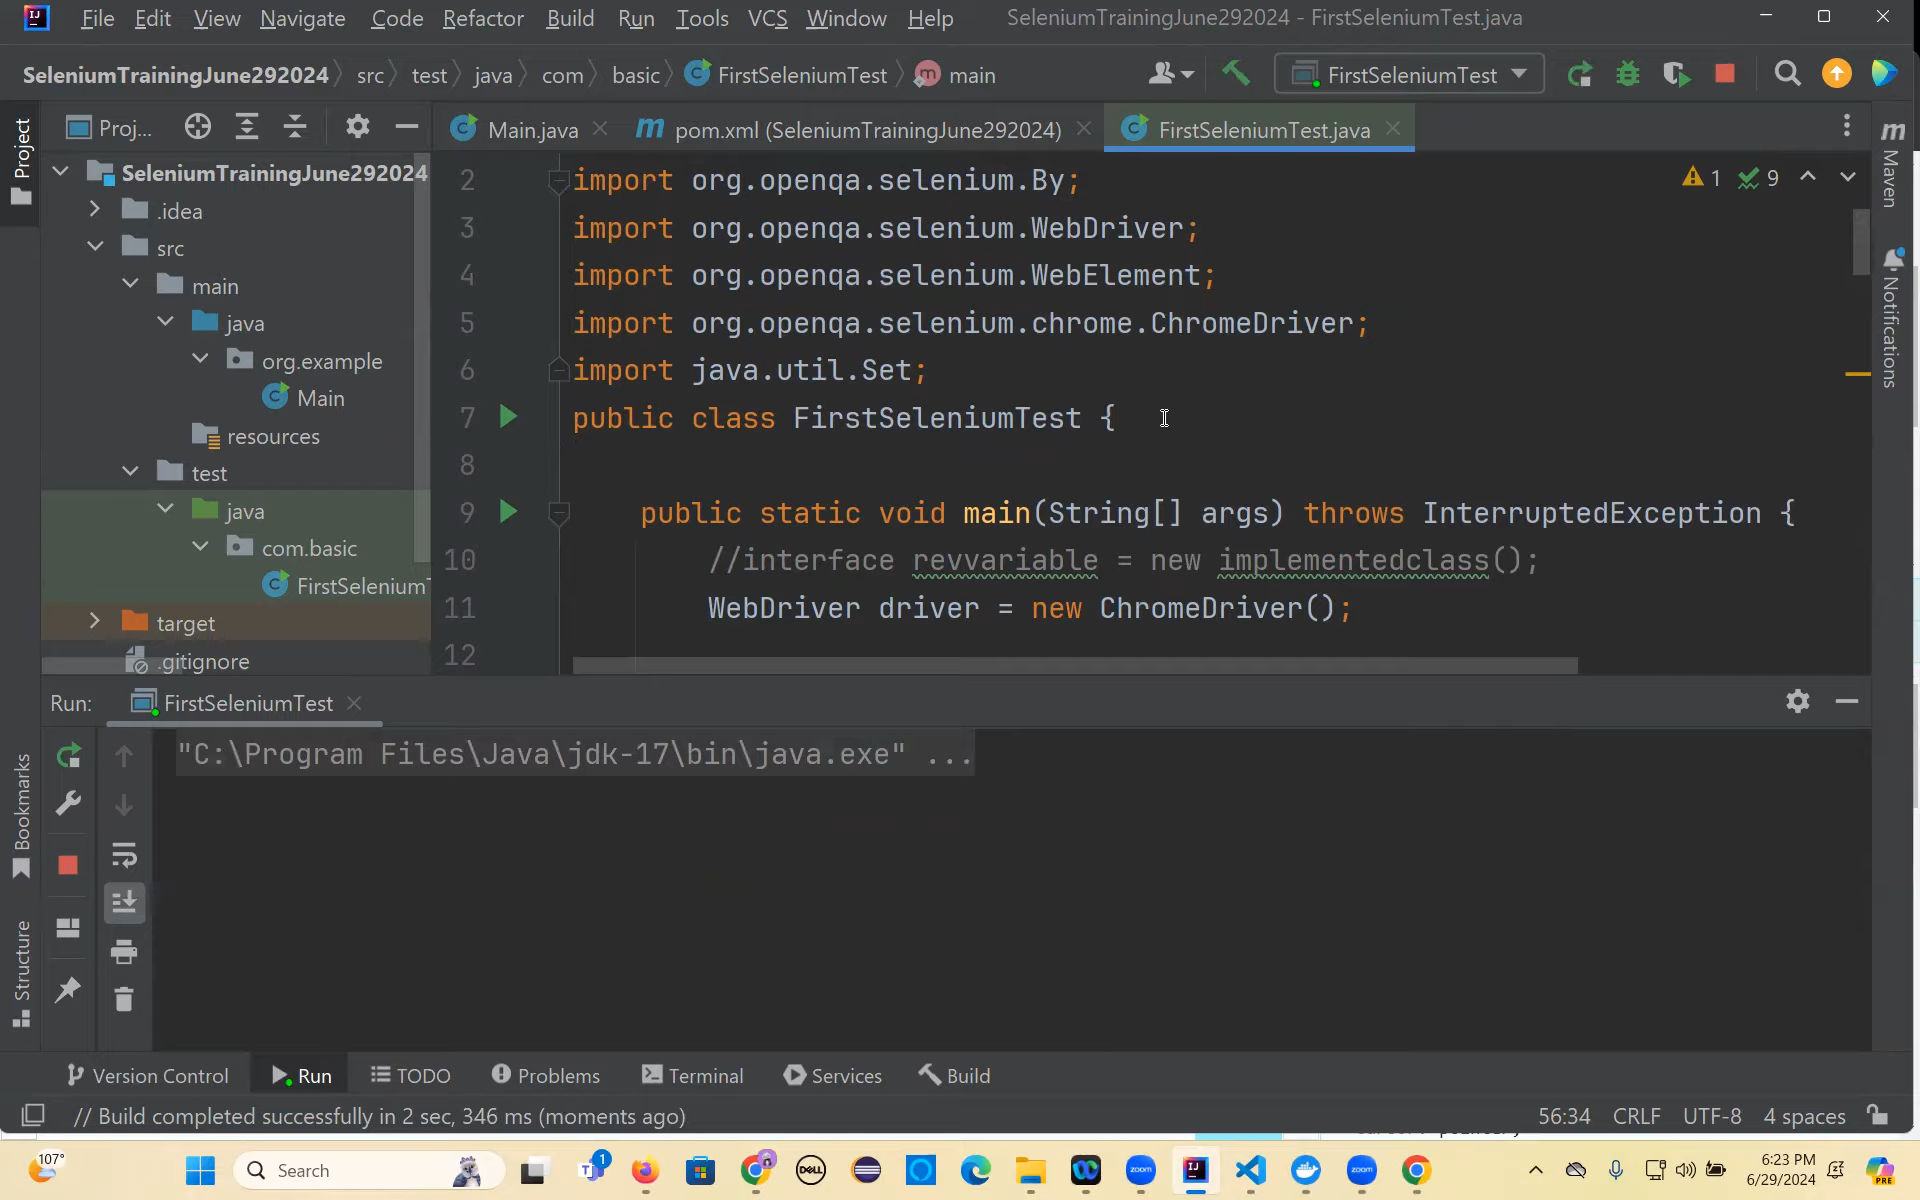 File Edit View Navigate Code Refactor Build Run Tools VCS Window Help SeleniumTrainingJune292024 - FirstSeleniumTest.java
SeleniumTrainingJune292024 src test java com basic FirstSeleniumTest main
FirstSeleniumTest
Project
Proj...
Main.java
pom.xml (SeleniumTrainingJune292024)
FirstSeleniumTest.java
SeleniumTrainingJune292024
.idea
src
main
java
org.example
Main
resources
test
java
com.basic
FirstSelenium
target
.gitignore
2 import org.openqa.selenium.By;
3 import org.openqa.selenium.WebDriver;
4 import org.openqa.selenium.WebElement;
5 import org.openqa.selenium.chrome.ChromeDriver;
6 import java.util.Set;
7 public class FirstSeleniumTest {
8
9 public static void main(String[] args) throws InterruptedException {
10 //interface revvariable = new implementedclass();
11 WebDriver driver = new ChromeDriver();
12
1 9
Maven
Notifications
Run: FirstSeleniumTest
"C:\Program Files\Java\jdk-17\bin\java.exe" ...
Bookmarks
Structure
Version Control Run TODO Problems Terminal Services Build
// Build completed successfully in 2 sec, 346 ms (moments ago)
56:34 CRLF UTF-8 4 spaces
107°
Search
1
DELL
zoom
zoom
6:23 PM
6/29/2024
PRE